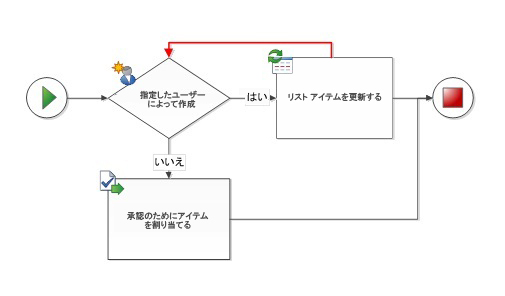 指定したユーザー
によって作成
はい
リスト アイテムを更新する
いいえ
承認のためにアイテム
を割り当てる